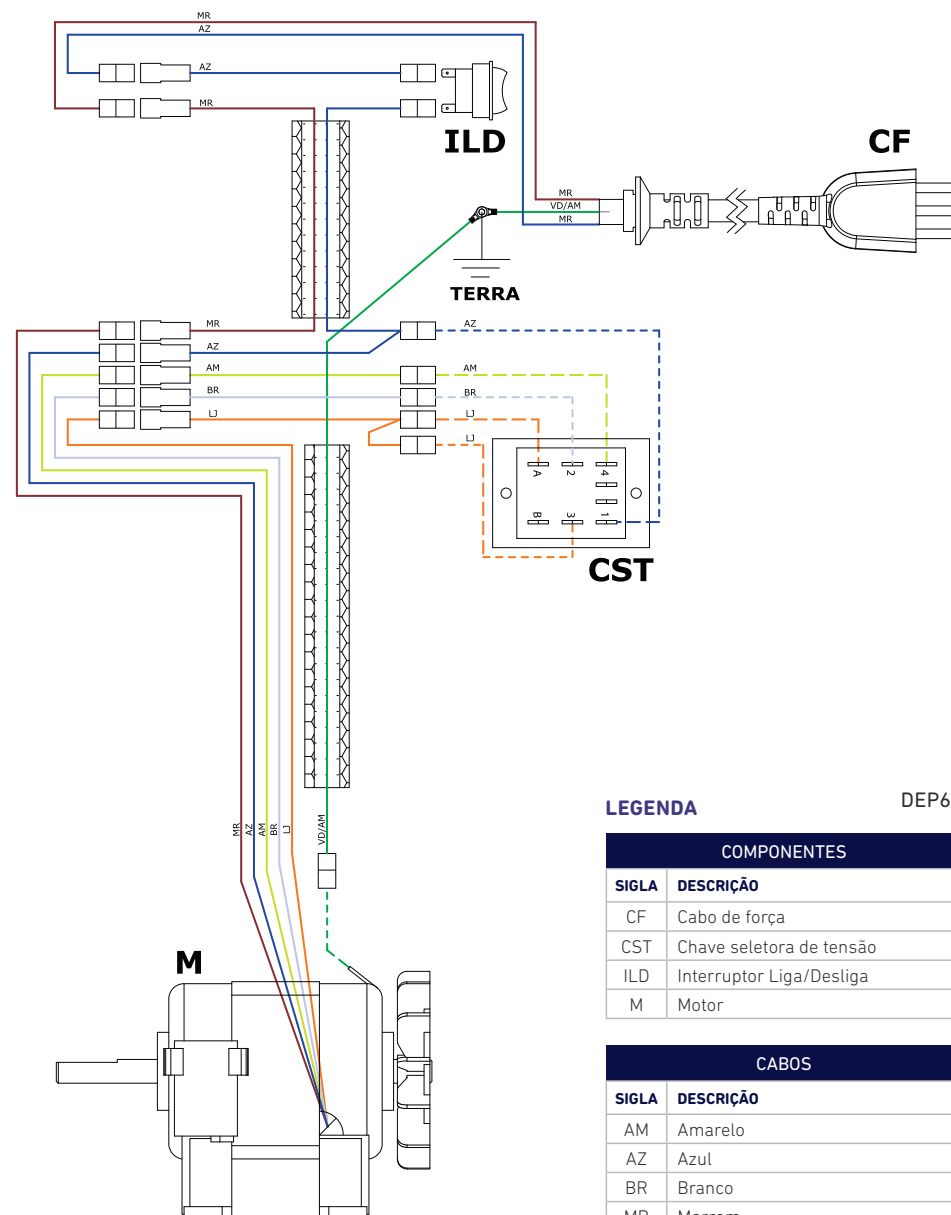 MR
AZ
AZ
MR
ILD
CF
MR
VD/AM
MR
TERRA
MR
AZ
AZ
AM
AM
BR
BR
LJ
LJ
LJ
A
2
4
B
3
1
CST
MR
AZ
AM
BR
LJ
VD/AM
M
LEGENDA
DEP6
COMPONENTES
SIGLA DESCRIÇÃO
CF Cabo de força
CST Chave seletora de tensão
ILD Interruptor Liga/Desliga
M Motor
CABOS
SIGLA DESCRIÇÃO
AM Amarelo
AZ Azul
BR Branco
MR Marrom